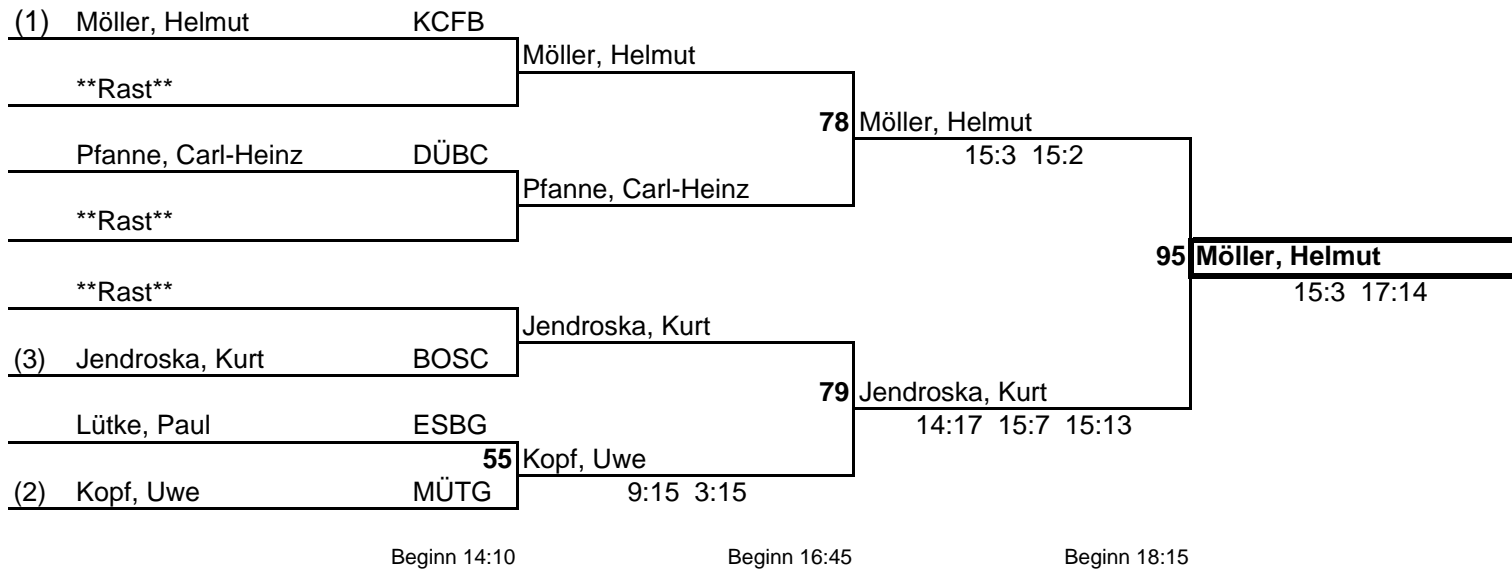 (1) Möller, Helmut KCFB
Möller, Helmut
**Rast**
78 Möller, Helmut
Pfanne, Carl-Heinz DÜBC 15:3 15:2
Pfanne, Carl-Heinz
**Rast**
95 Möller, Helmut
**Rast** 15:3 17:14
Jendroska, Kurt
(3) Jendroska, Kurt BOSC
79 Jendroska, Kurt
Lütke, Paul ESBG 14:17 15:7 15:13
55 Kopf, Uwe
(2) Kopf, Uwe MÜTG 9:15 3:15
Beginn 14:10 Beginn 16:45 Beginn 18:15